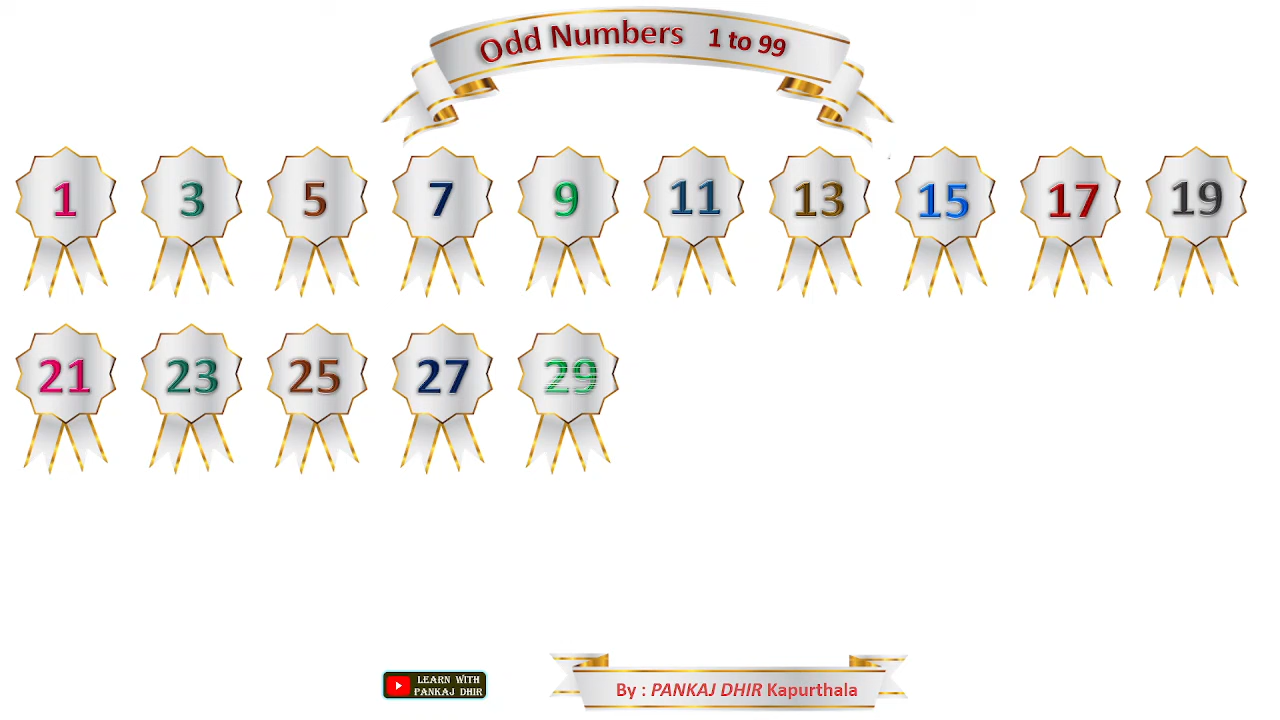 Odd Numbers 1 to 99
1 3 5 7 9 11 13 15 17 19
21 23 25 27 29
LEARN WITH
PANKAJ DHIR
By : PANKAJ DHIR Kapurthala